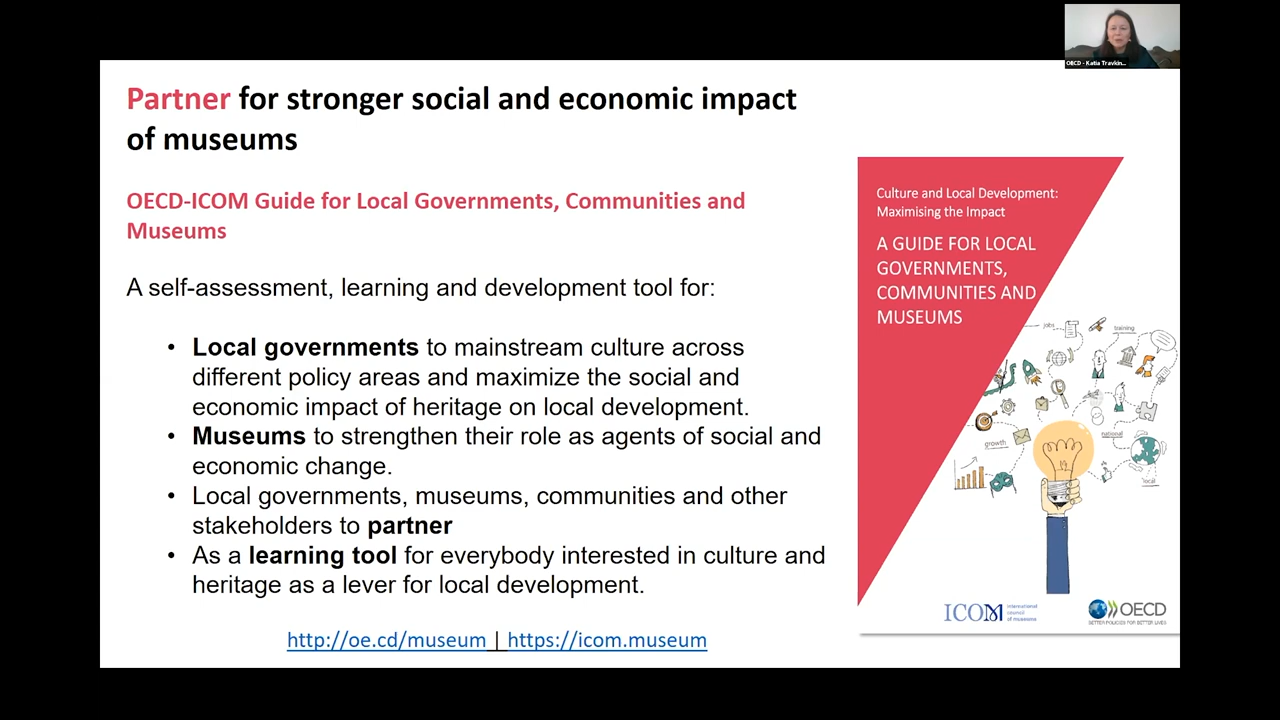 OECD - Katia Travkin...
Partner for stronger social and economic impact
of museums
OECD-ICOM Guide for Local Governments, Communities and
Museums
A self-assessment, learning and development tool for:
• Local governments to mainstream culture across
different policy areas and maximize the social and
economic impact of heritage on local development.
• Museums to strengthen their role as agents of social and
economic change.
• Local governments, museums, communities and other
stakeholders to partner
• As a learning tool for everybody interested in culture and
heritage as a lever for local development.
http://oe.cd/museum | https://icom.museum
Culture and Local Development:
Maximising the Impact
A GUIDE FOR LOCAL
GOVERNMENTS,
COMMUNITIES AND
MUSEUMS
jobs
training
growth
national
local
ICOM
international
council
of museums
OECD
BETTER POLICIES FOR BETTER LIVES